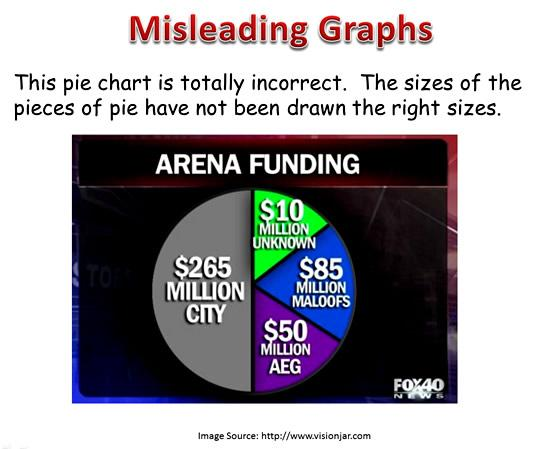 Misleading Graphs
This pie chart is totally incorrect. The sizes of the
pieces of pie have not been drawn the right sizes.
ARENA FUNDING
$10
MILLION
UNKNOWN
$265
MILLION
CITY
$85
MILLION
MALOOFS
$50
MILLION
AEG
FOX40
NEWS
Image Source: http://www.visionjar.com